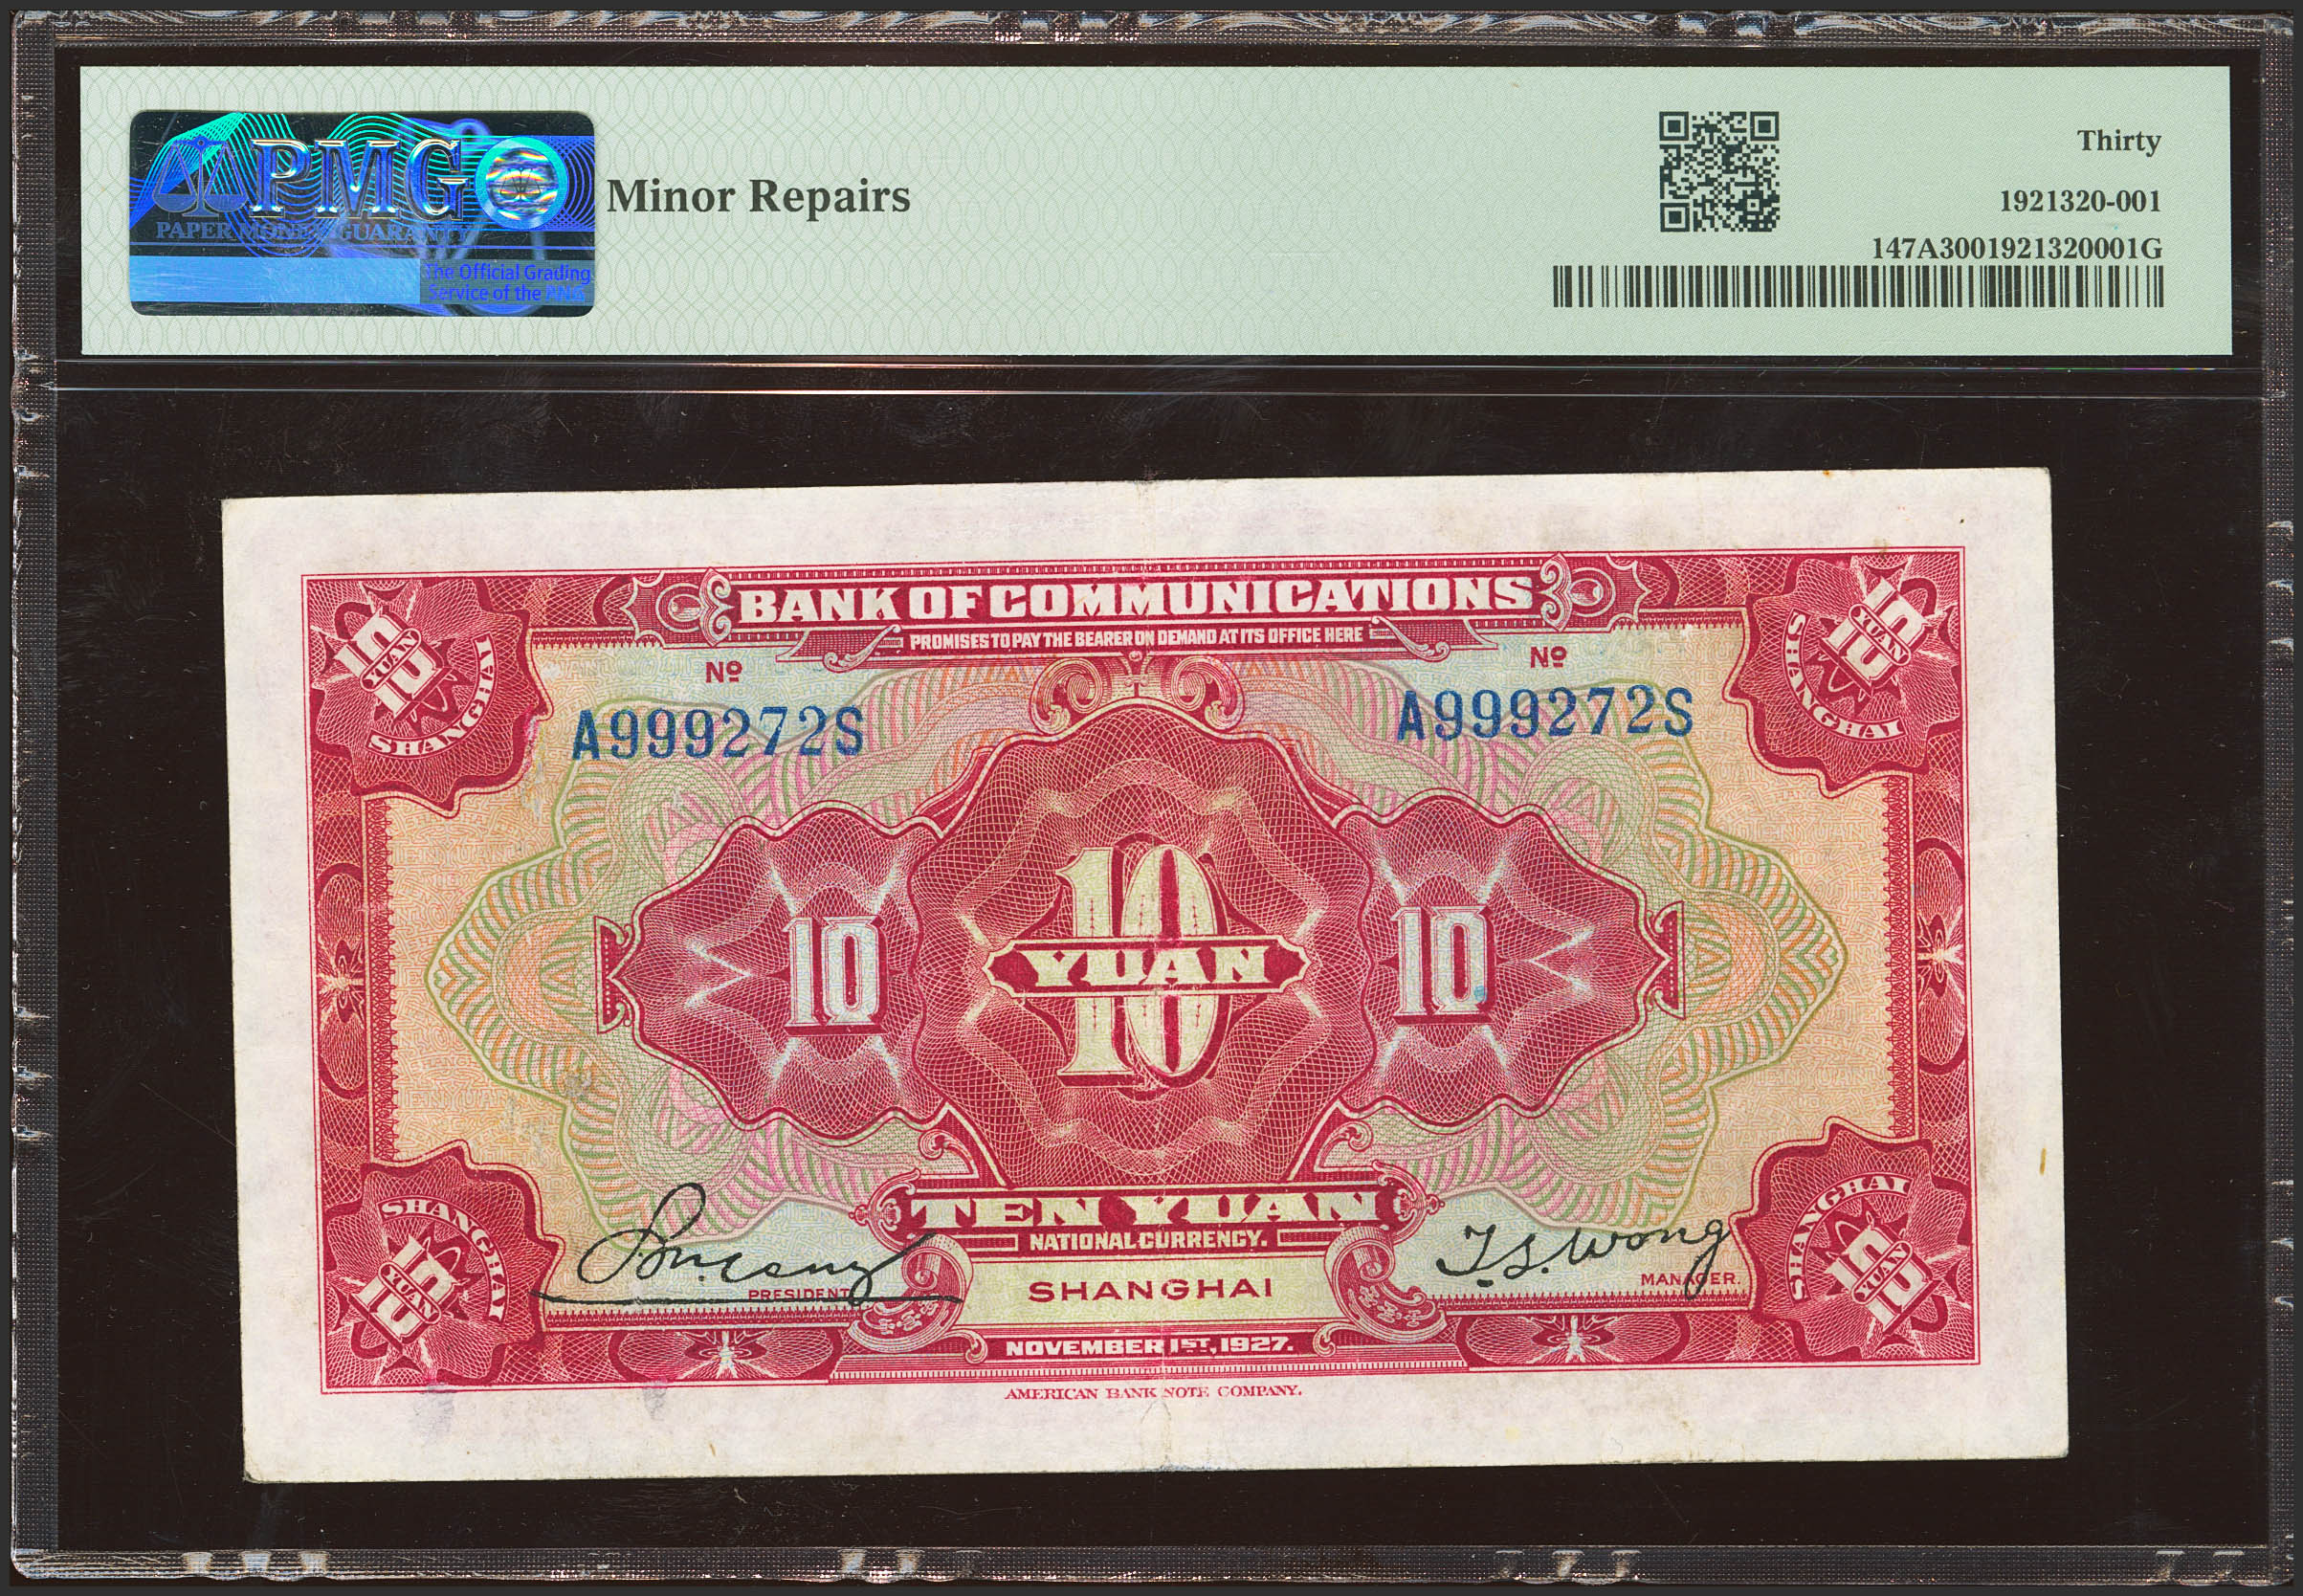 PMG
PAPER MONEY GUARANTY
The Official Grading
Service of the PNG
Minor Repairs
Thirty
1921320-001
147A3001921320001G
BANK OF COMMUNICATIONS
PROMISES TO PAY THE BEARER ON DEMAND AT ITS OFFICE HERE
Nº Nº
A999272S A999272S
10 YUAN SHANGHAI
10 YUAN SHANGHAI
10 10 YUAN 10
TEN YUAN
NATIONAL CURRENCY.
T.S. Wong
PRESIDENT MANAGER.
SHANGHAI
SHANGHAI 10 YUAN
SHANGHAI 10 YUAN
NOVEMBER 1ST, 1927.
AMERICAN BANK NOTE COMPANY.